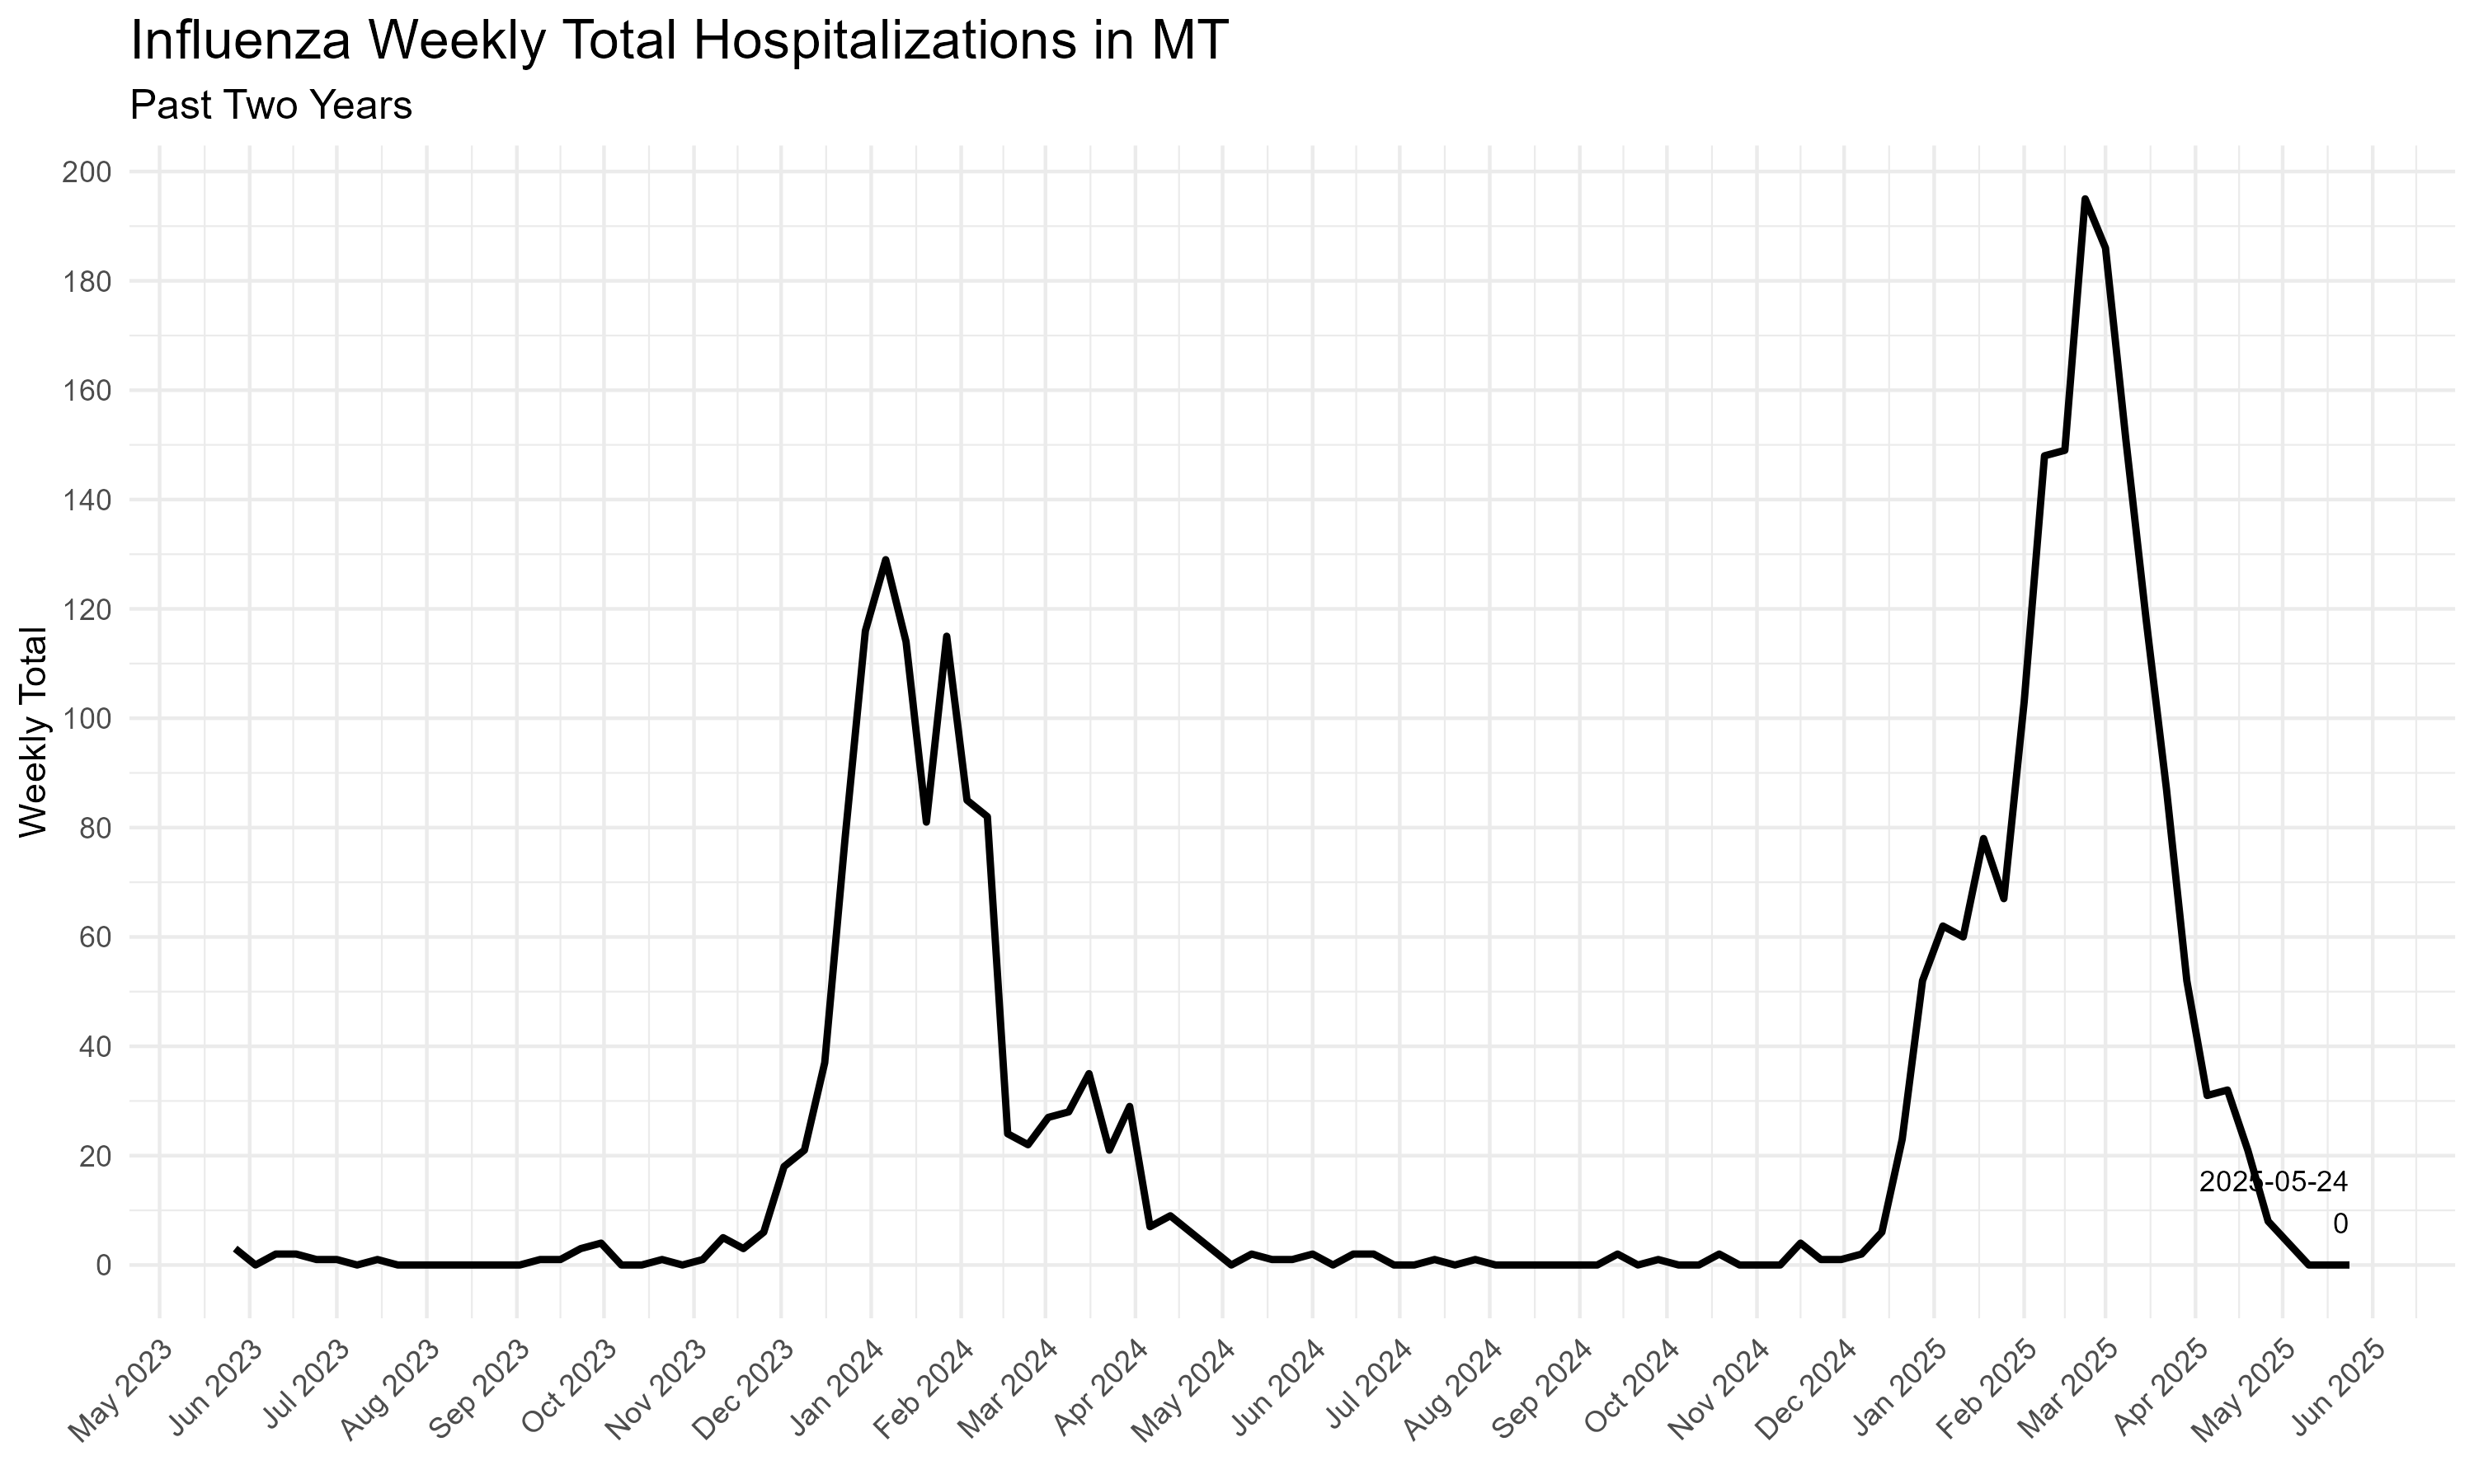 Influenza Weekly Total Hospitalizations in MT
Past Two Years
Weekly Total
200
180
160
140
120
100
80
60
40
20
0
2025-05-24
0
May 2023
Jun 2023
Jul 2023
Aug 2023
Sep 2023
Oct 2023
Nov 2023
Dec 2023
Jan 2024
Feb 2024
Mar 2024
Apr 2024
May 2024
Jun 2024
Jul 2024
Aug 2024
Sep 2024
Oct 2024
Nov 2024
Dec 2024
Jan 2025
Feb 2025
Mar 2025
Apr 2025
May 2025
Jun 2025